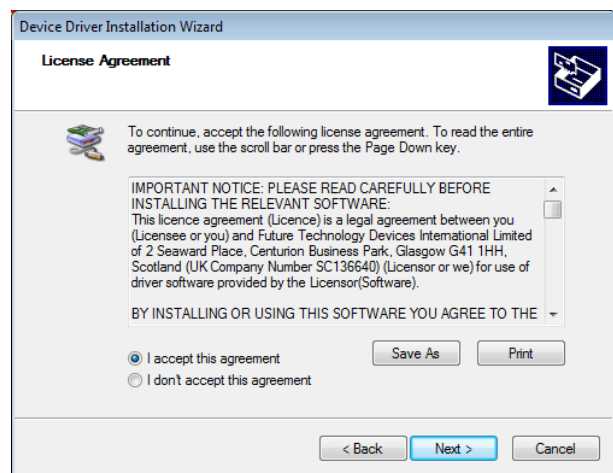 Device Driver Installation Wizard
License Agreement
To continue, accept the following license agreement. To read the entire
agreement, use the scroll bar or press the Page Down key.
IMPORTANT NOTICE: PLEASE READ CAREFULLY BEFORE
INSTALLING THE RELEVANT SOFTWARE:
This licence agreement (Licence) is a legal agreement between you
(Licensee or you) and Future Technology Devices International Limited
of 2 Seaward Place, Centurion Business Park, Glasgow G41 1HH,
Scotland (UK Company Number SC136640) (Licensor or we) for use of
driver software provided by the Licensor(Software).
BY INSTALLING OR USING THIS SOFTWARE YOU AGREE TO THE
I accept this agreement
Save As
Print
I don't accept this agreement
< Back
Next >
Cancel